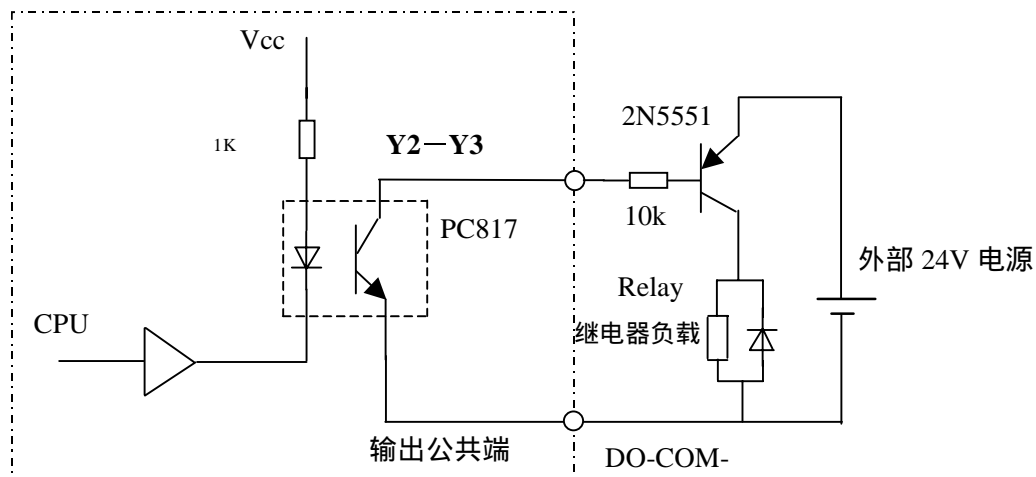 Vcc
2N5551
1K
Y2－Y3
10k
PC817
外部 24V 电源
Relay
CPU
继电器负载
输出公共端
DO-COM-